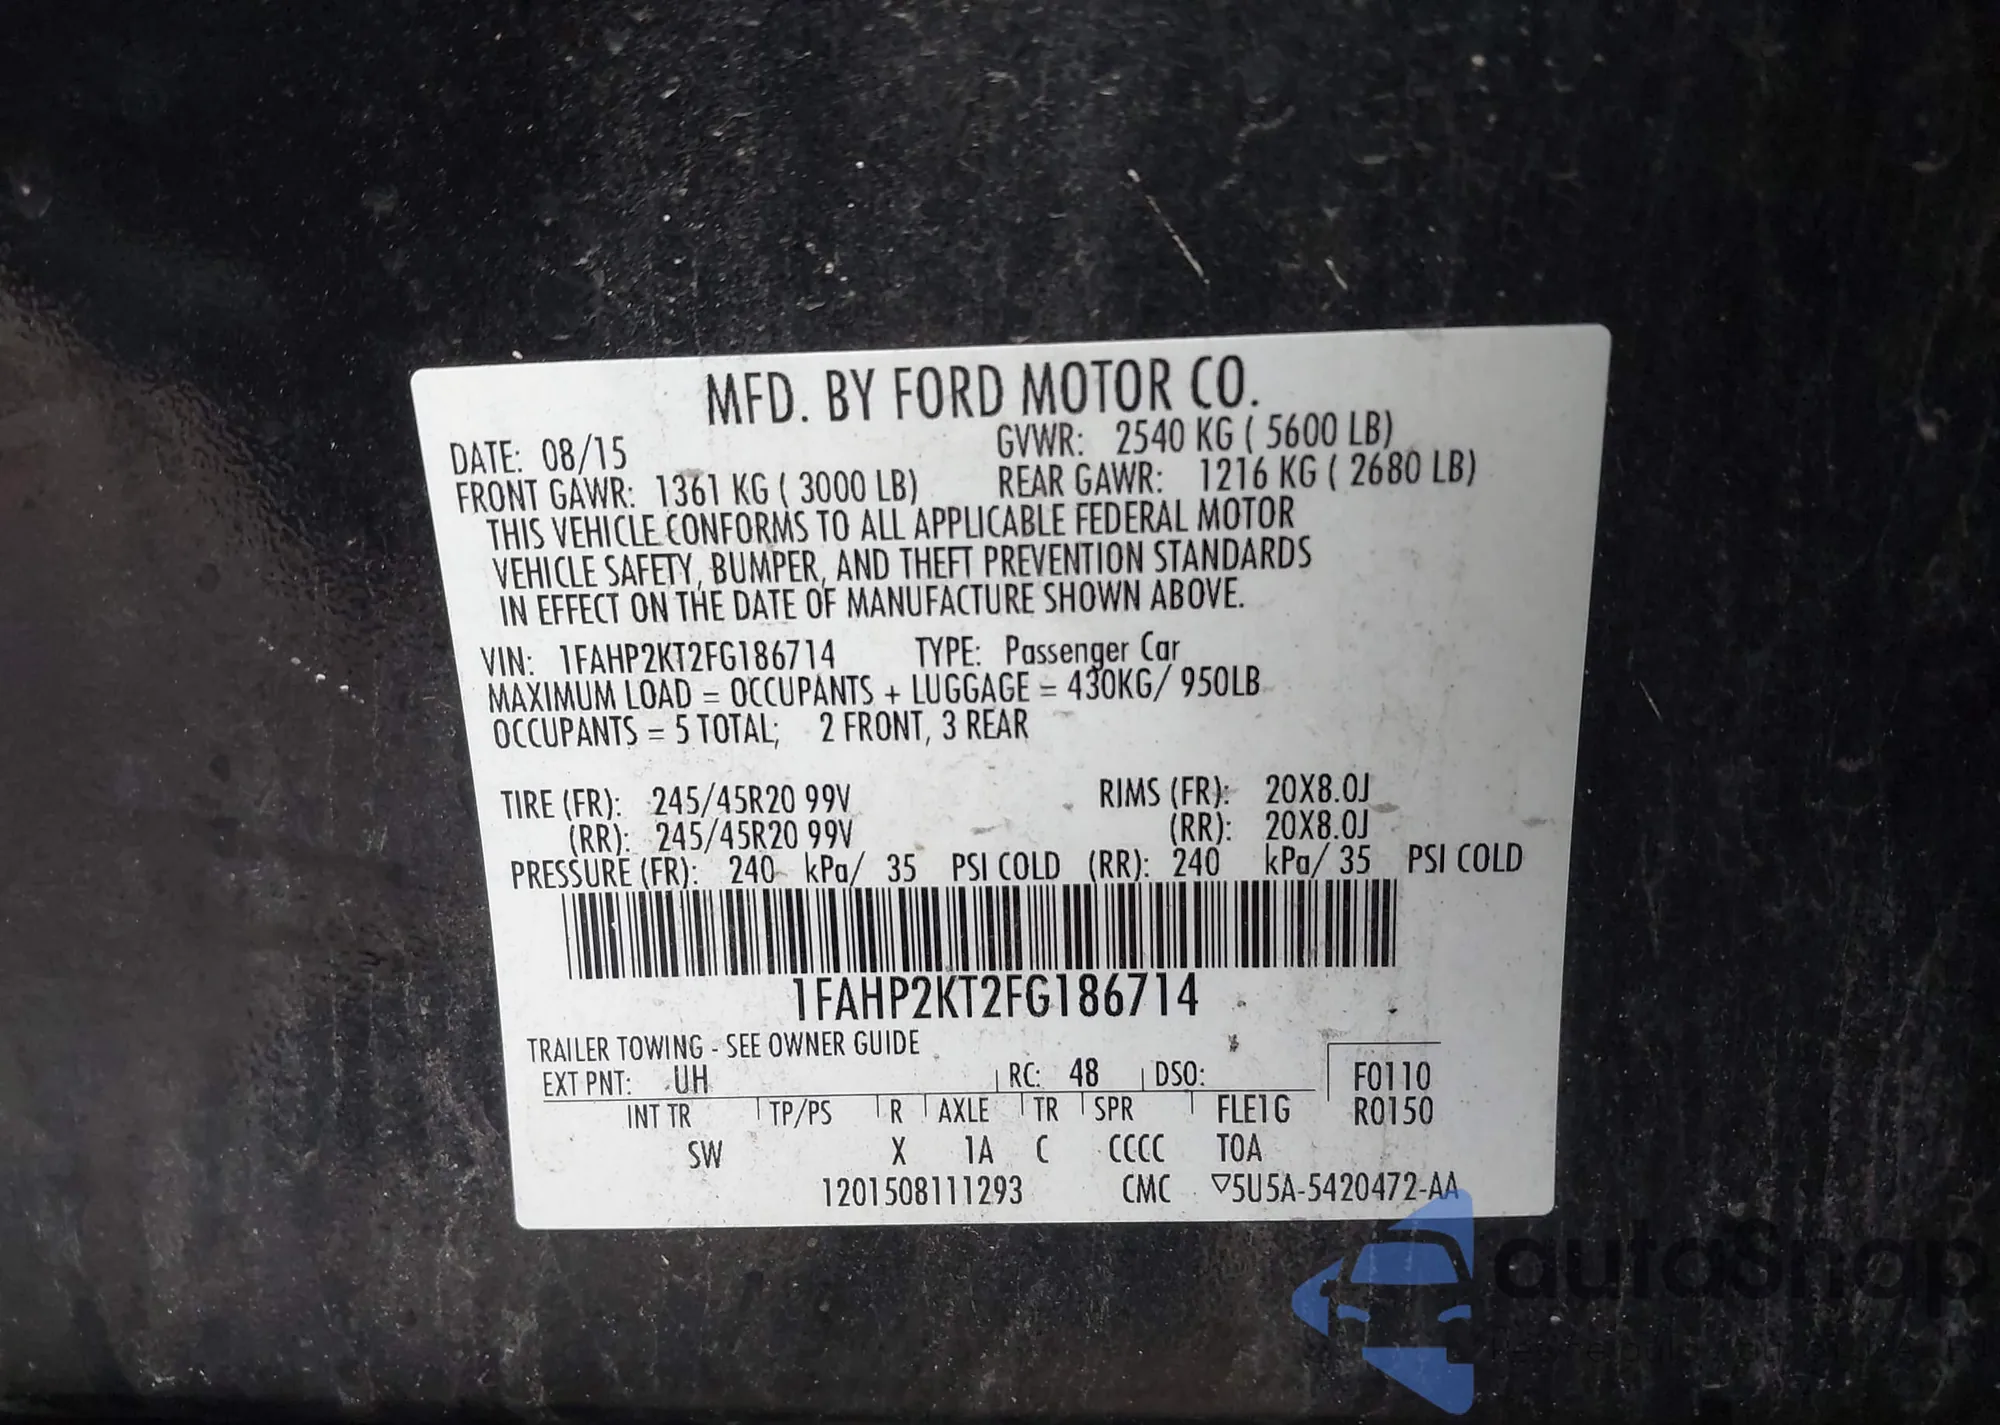 MFD. BY FORD MOTOR CO.
DATE: 08/15 GVWR: 2540 KG ( 5600 LB)
FRONT GAWR: 1361 KG ( 3000 LB) REAR GAWR: 1216 KG ( 2680 LB)
THIS VEHICLE CONFORMS TO ALL APPLICABLE FEDERAL MOTOR
VEHICLE SAFETY, BUMPER, AND THEFT PREVENTION STANDARDS
IN EFFECT ON THE DATE OF MANUFACTURE SHOWN ABOVE.
VIN: 1FAHP2KT2FG186714 TYPE: Passenger Car
MAXIMUM LOAD = OCCUPANTS + LUGGAGE = 430KG/ 950LB
OCCUPANTS = 5 TOTAL; 2 FRONT, 3 REAR
TIRE (FR): 245/45R20 99V RIMS (FR): 20X8.0J
(RR): 245/45R20 99V (RR): 20X8.0J
PRESSURE (FR): 240 kPa/ 35 PSI COLD (RR): 240 kPa/ 35 PSI COLD
1FAHP2KT2FG186714
TRAILER TOWING - SEE OWNER GUIDE
EXT PNT: UH RC: 48 DSO: F0110
INT TR TP/PS R AXLE TR SPR FLE1G R0150
SW X 1A C CCCC TOA
1201508111293 CMC ▽5U5A-5420472-AA
autoSnap